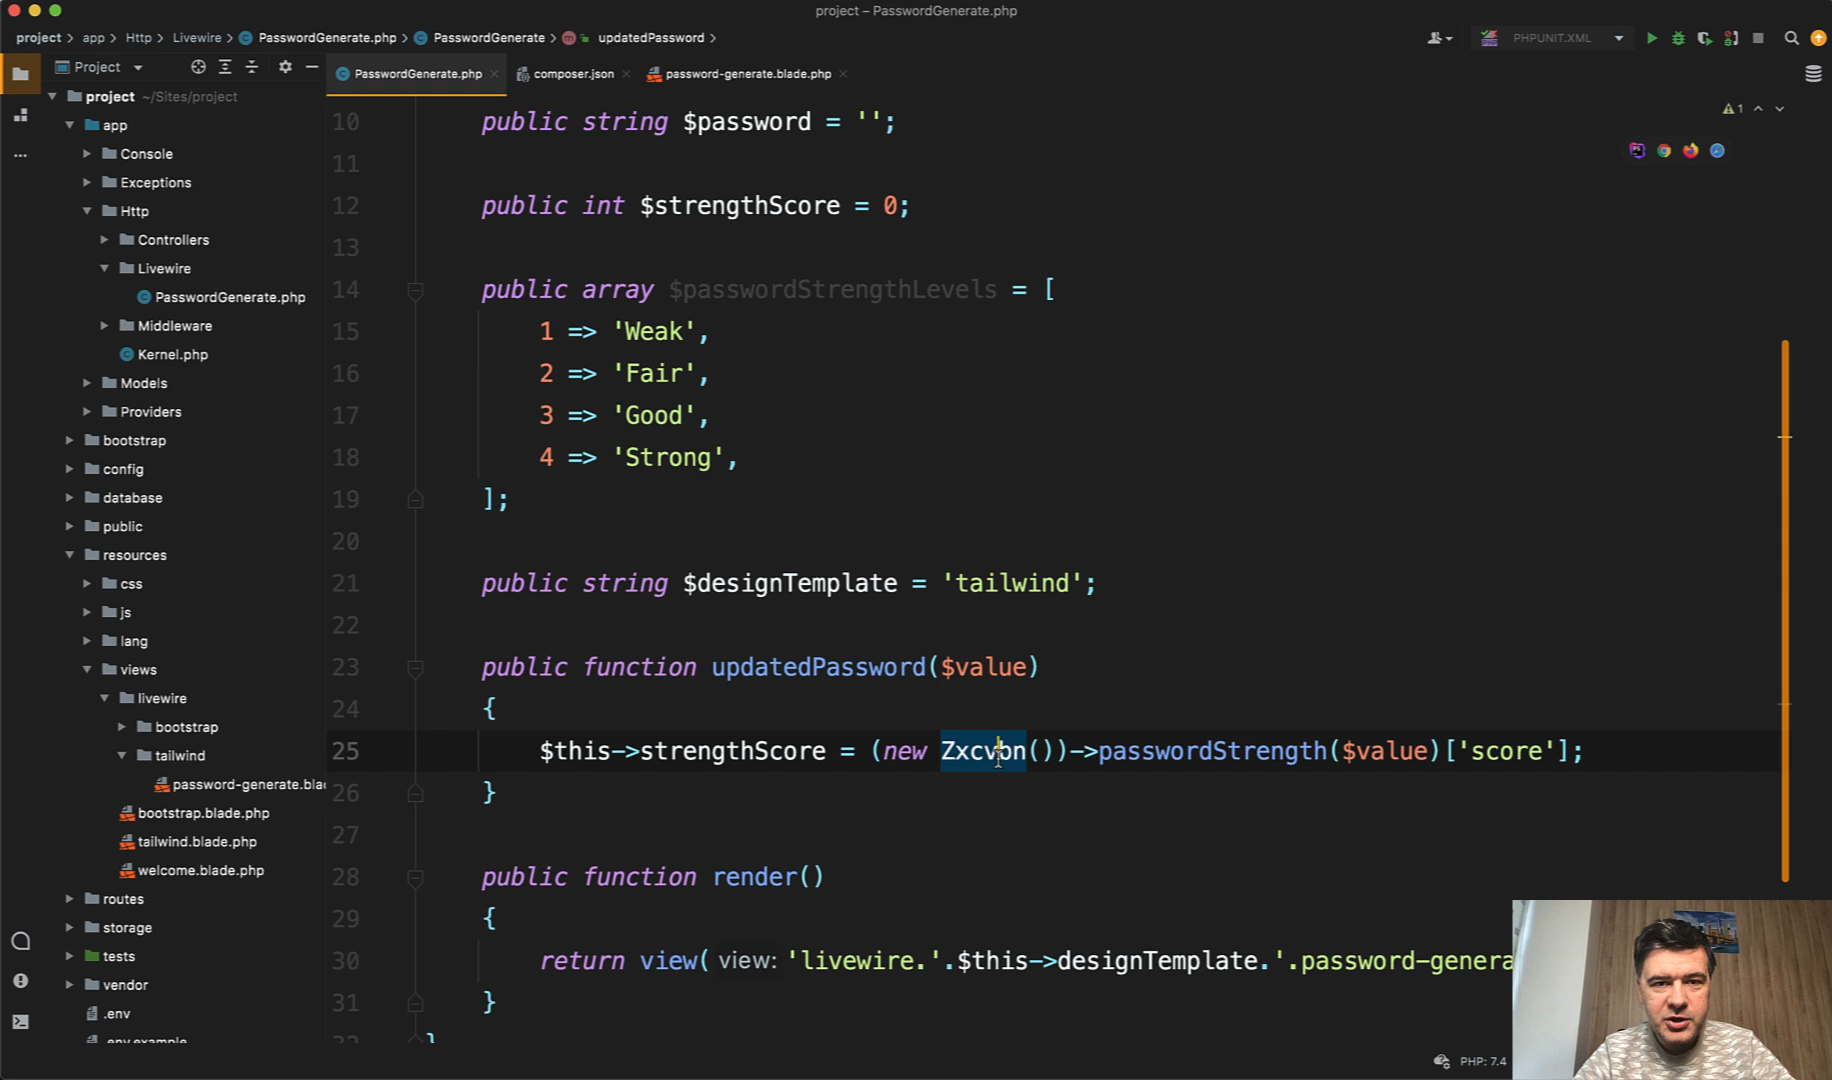 project – PasswordGenerate.php
project > app > Http > Livewire > PasswordGenerate.php > PasswordGenerate > m updatedPassword >
PHPUNIT.XML
Project
PasswordGenerate.php
composer.json
password-generate.blade.php
project ~/Sites/project
app
Console
Exceptions
Http
Controllers
Livewire
PasswordGenerate.php
Middleware
Kernel.php
Models
Providers
bootstrap
config
database
public
resources
css
js
lang
views
livewire
bootstrap
tailwind
password-generate.bla
bootstrap.blade.php
tailwind.blade.php
welcome.blade.php
routes
storage
tests
vendor
.env
.env.example
1
10 public string $password = '';
11
12 public int $strengthScore = 0;
13
14 public array $passwordStrengthLevels = [
15 1 => 'Weak',
16 2 => 'Fair',
17 3 => 'Good',
18 4 => 'Strong',
19 ];
20
21 public string $designTemplate = 'tailwind';
22
23 public function updatedPassword($value)
24 {
25 $this->strengthScore = (new Zxcvbn())->passwordStrength($value)['score'];
26 }
27
28 public function render()
29 {
30 return view( view: 'livewire.'.$this->designTemplate.'.password-genera
31 }
32 }
PHP: 7.4